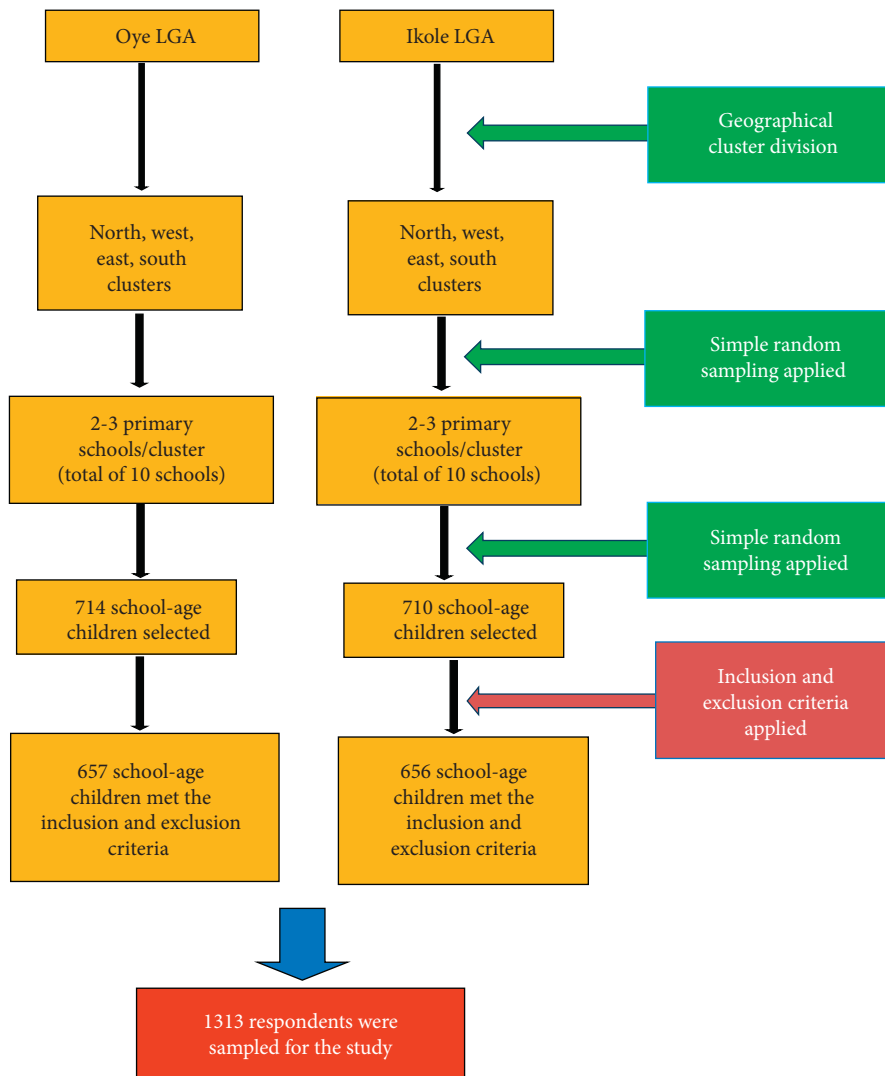 Oye LGA
Ikole LGA
Geographical
cluster division
North, west,
east, south
clusters
North, west,
east, south
clusters
Simple random
sampling applied
2-3 primary
schools/cluster
(total of 10 schools)
2-3 primary
schools/cluster
(total of 10 schools)
Simple random
sampling applied
714 school-age
children selected
710 school-age
children selected
Inclusion and
exclusion criteria
applied
657 school-age
children met the
inclusion and exclusion
criteria
656 school-age
children met the
inclusion and
exclusion criteria
1313 respondents were
sampled for the study